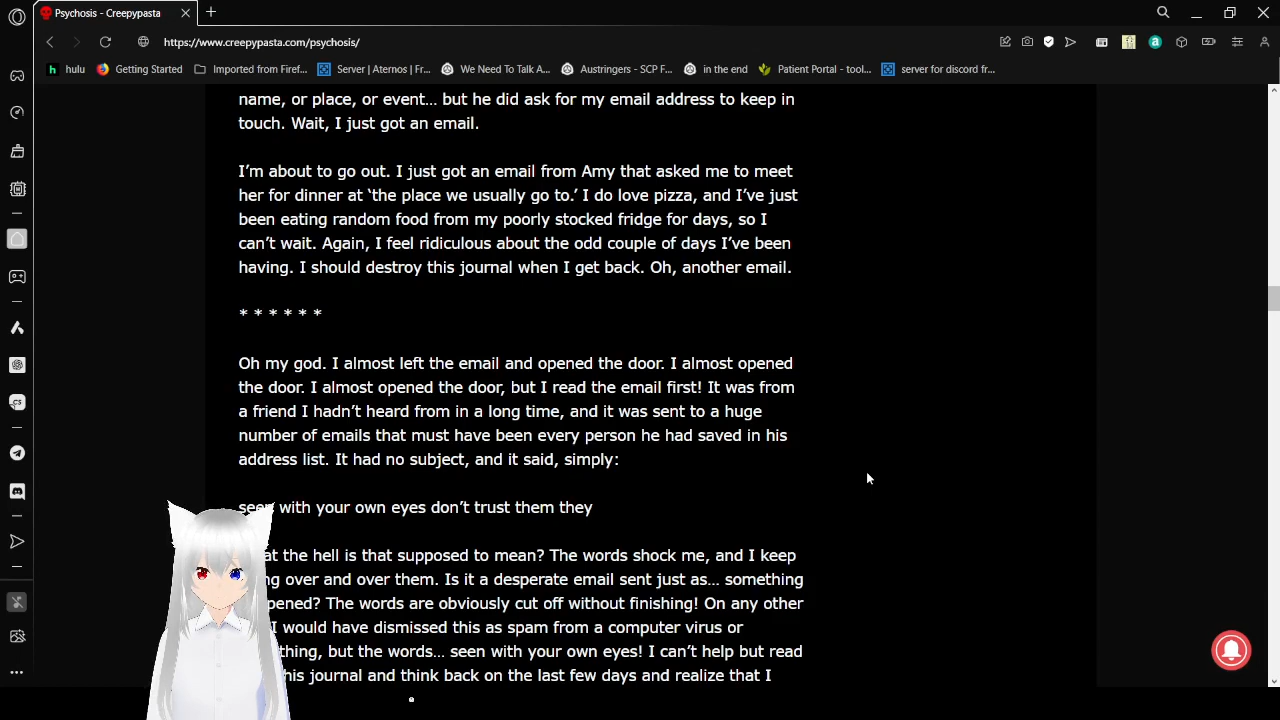 Psychosis - Creepypasta
https://www.creepypasta.com/psychosis/
hulu
Getting Started
Imported from Firef...
Server | Aternos | Fr...
We Need To Talk A...
Austringers - SCP F...
in the end
Patient Portal - tool...
server for discord fr...
name, or place, or event… but he did ask for my email address to keep in
touch. Wait, I just got an email.
I’m about to go out. I just got an email from Amy that asked me to meet
her for dinner at ‘the place we usually go to.’ I do love pizza, and I’ve just
been eating random food from my poorly stocked fridge for days, so I
can’t wait. Again, I feel ridiculous about the odd couple of days I’ve been
having. I should destroy this journal when I get back. Oh, another email.
* * * * * *
Oh my god. I almost left the email and opened the door. I almost opened
the door. I almost opened the door, but I read the email first! It was from
a friend I hadn’t heard from in a long time, and it was sent to a huge
number of emails that must have been every person he had saved in his
address list. It had no subject, and it said, simply:
seen with your own eyes don’t trust them they
at the hell is that supposed to mean? The words shock me, and I keep
ng over and over them. Is it a desperate email sent just as… something
pened? The words are obviously cut off without finishing! On any other
I would have dismissed this as spam from a computer virus or
thing, but the words… seen with your own eyes! I can’t help but read
his journal and think back on the last few days and realize that I